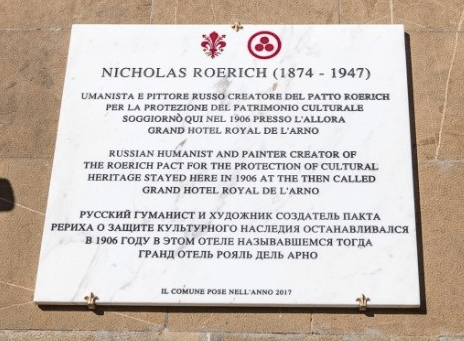 NICHOLAS ROERICH (1874 - 1947)
UMANISTA E PITTORE RUSSO CREATORE DEL PATTO ROERICH
PER LA PROTEZIONE DEL PATRIMONIO CULTURALE
SOGGIORNÒ QUI NEL 1906 PRESSO L'ALLORA
GRAND HOTEL ROYAL DE L'ARNO
RUSSIAN HUMANIST AND PAINTER CREATOR OF
THE ROERICH PACT FOR THE PROTECTION OF CULTURAL
HERITAGE STAYED HERE IN 1906 AT THE THEN CALLED
GRAND HOTEL ROYAL DE L'ARNO
РУССКИЙ ГУМАНИСТ И ХУДОЖНИК СОЗДАТЕЛЬ ПАКТА
РЕРИХА О ЗАЩИТЕ КУЛЬТУРНОГО НАСЛЕДИЯ ОСТАНАВЛИВАЛСЯ
В 1906 ГОДУ В ЭТОМ ОТЕЛЕ НАЗЫВАВШЕМСЯ ТОГДА
ГРАНД ОТЕЛЬ РОЯЛЬ ДЕЛЬ АРНО
IL COMUNE POSE NELL'ANNO 2017